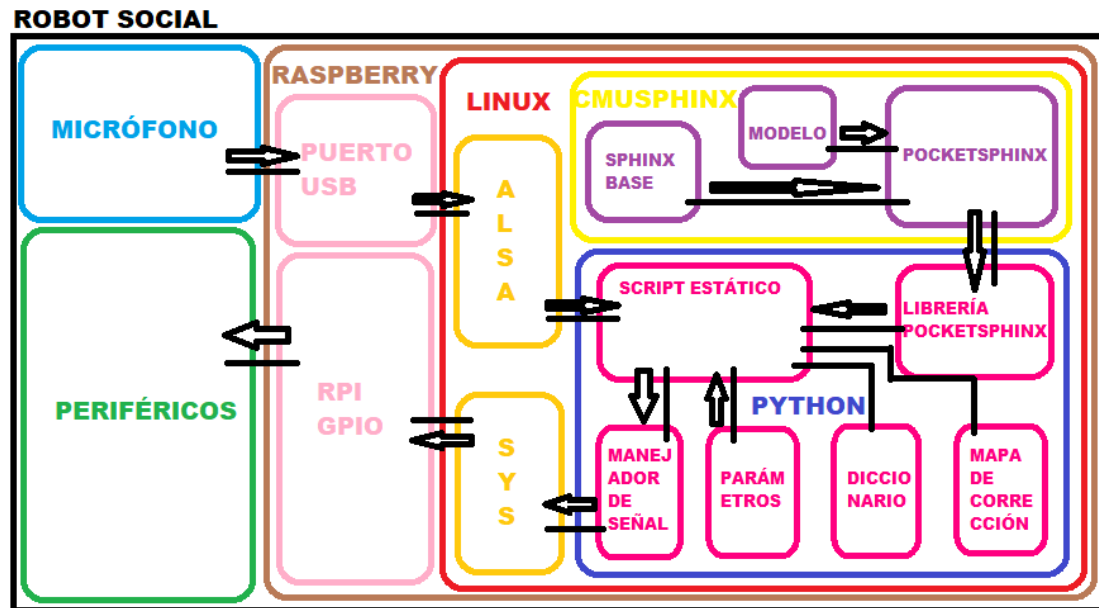 ROBOT SOCIAL
MICRÓFONO
RASPBERRY
PUERTO
USB
LINUX
A
L
S
A
CMUSPHINX
SPHINX
BASE
MODELO
POCKETSPHINX
SCRIPT ESTÁTICO
LIBRERÍA
POCKETSPHINX
PYTHON
PERIFÉRICOS
RPI
GPIO
S
Y
S
MANEJ
ADOR
DE
SEÑAL
PARÁM
ETROS
DICCIO
NARIO
MAPA
DE
CORRE
CCIÓN